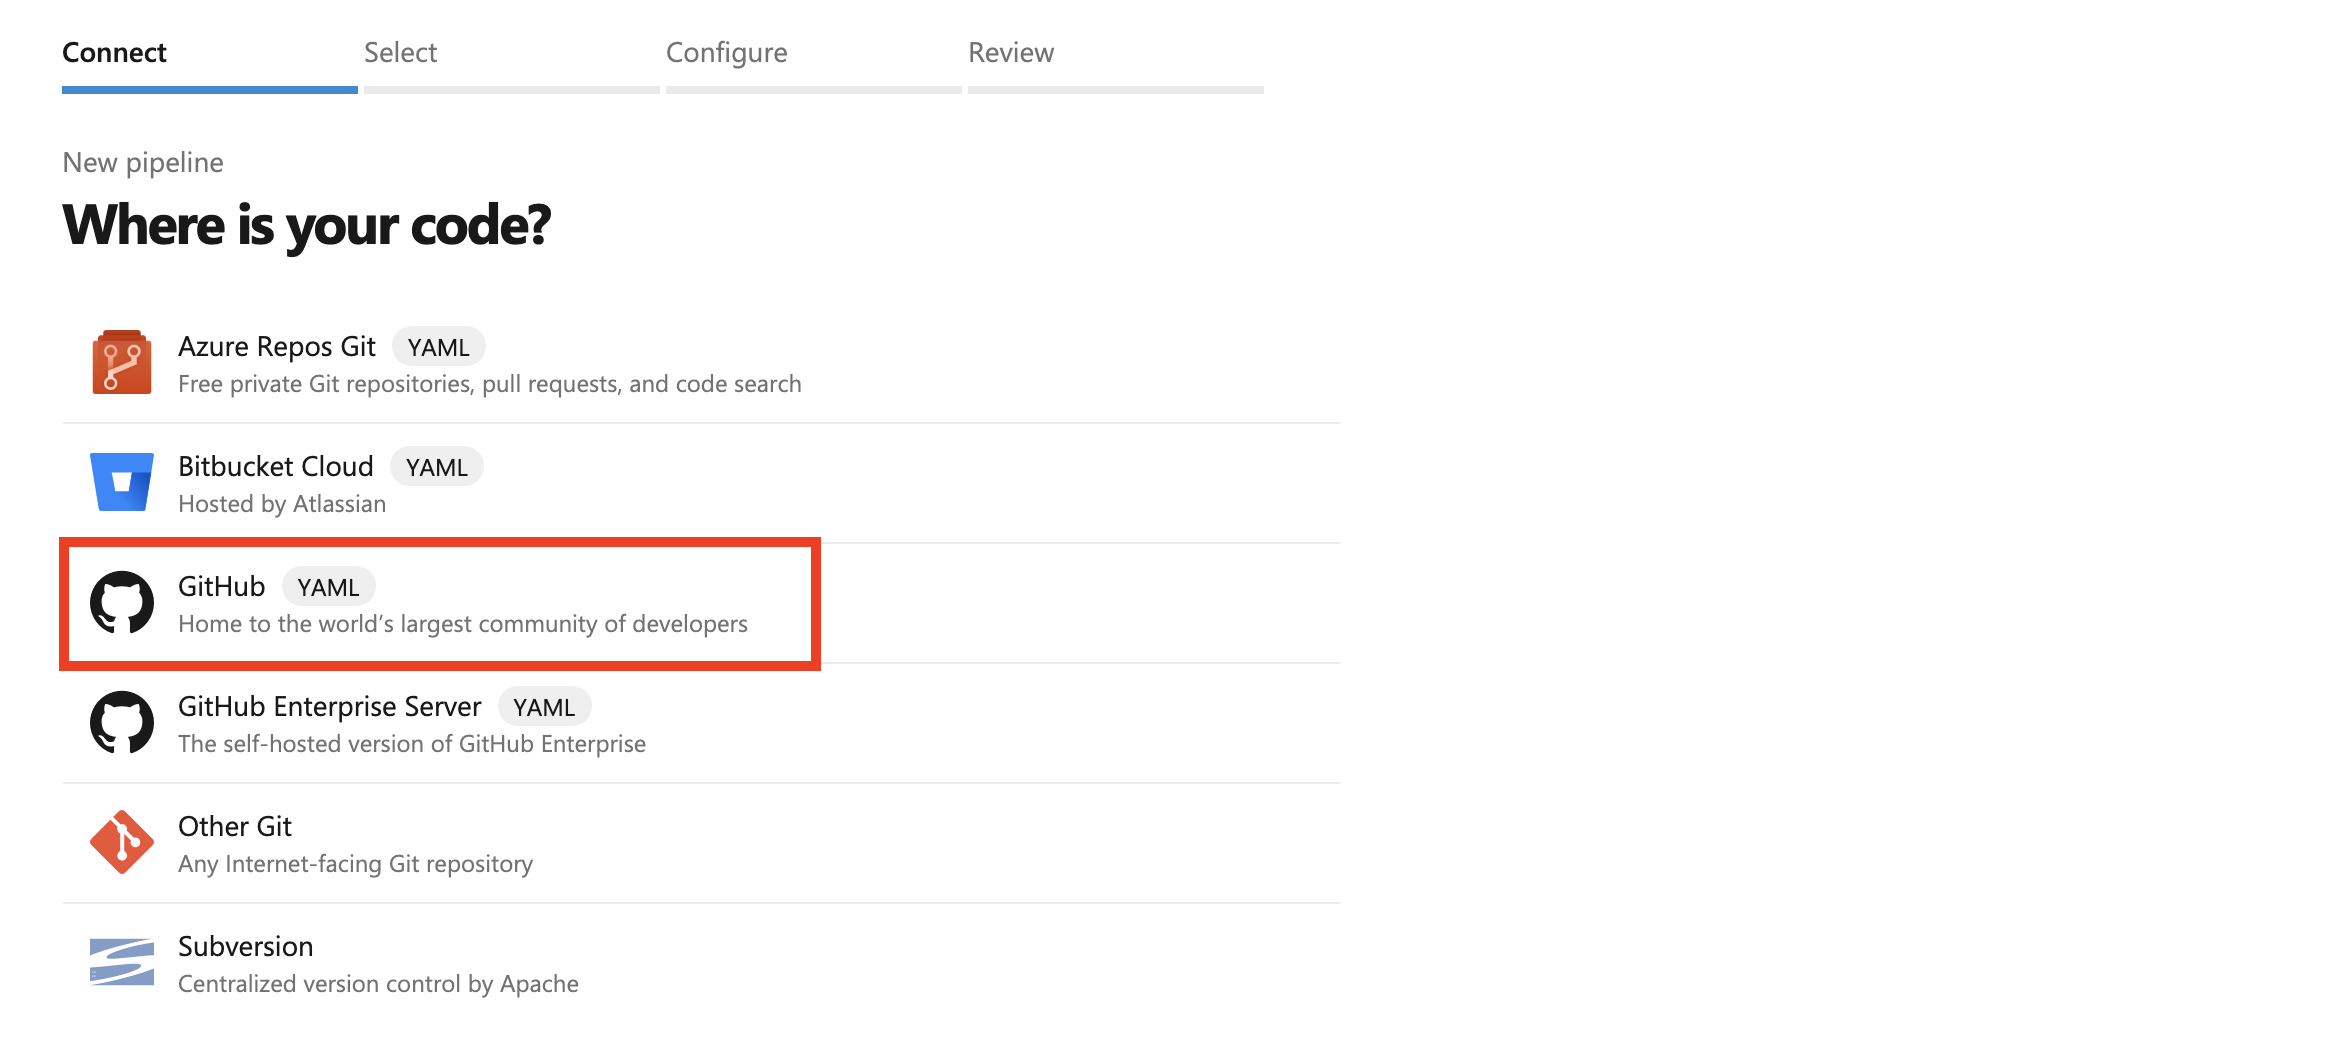 Connect Select Configure Review
New pipeline
Where is your code?
Azure Repos Git YAML
Free private Git repositories, pull requests, and code search
Bitbucket Cloud YAML
Hosted by Atlassian
GitHub YAML
Home to the world’s largest community of developers
GitHub Enterprise Server YAML
The self-hosted version of GitHub Enterprise
Other Git
Any Internet-facing Git repository
Subversion
Centralized version control by Apache